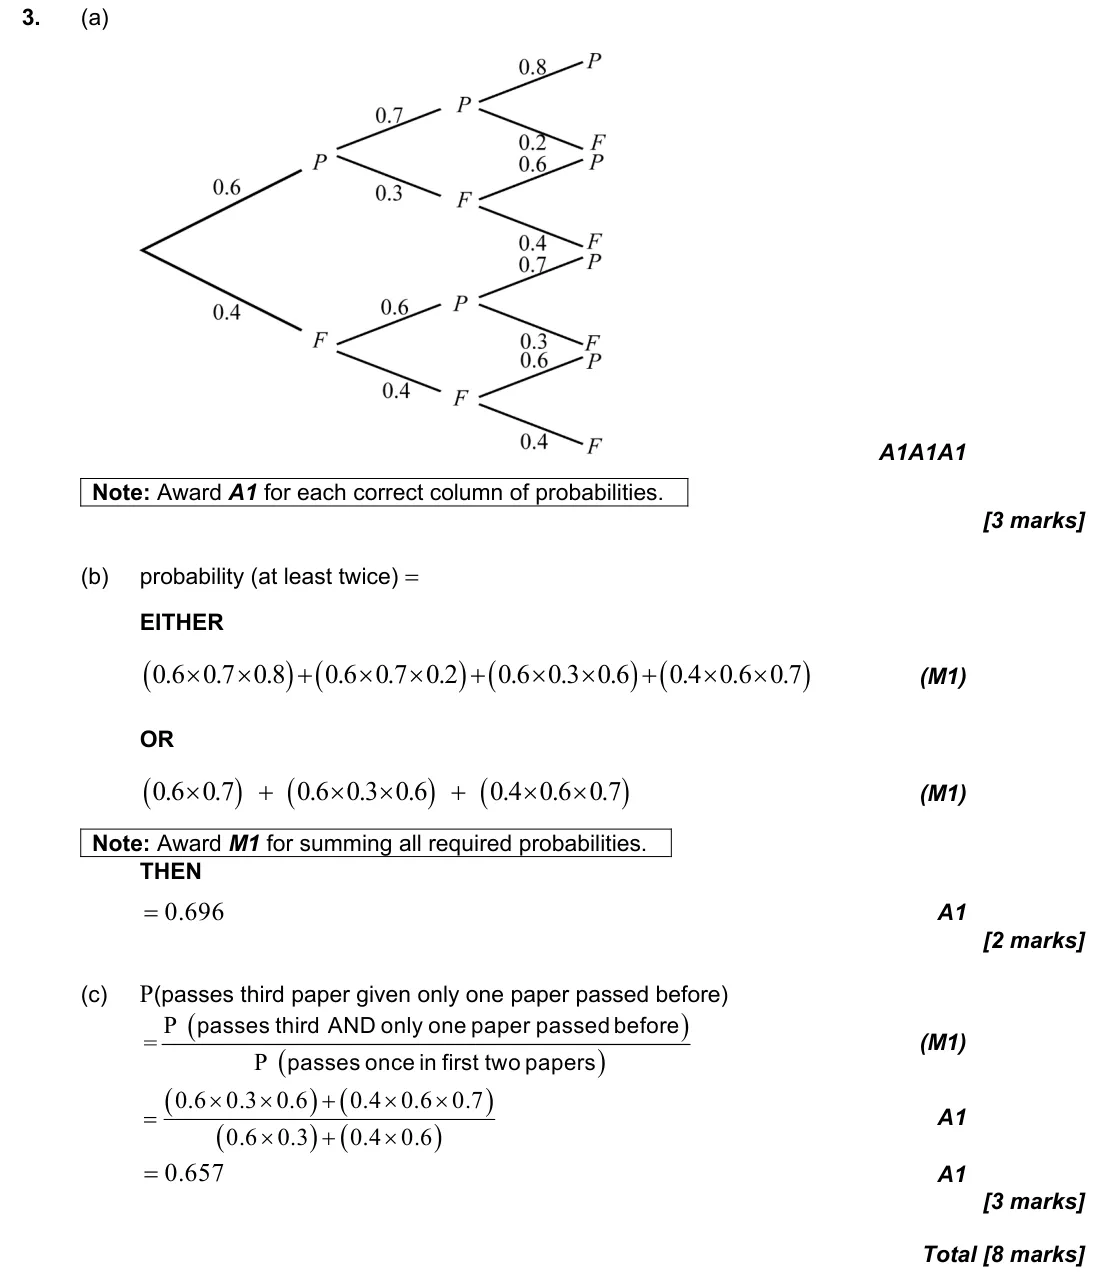 3. (a)
0.8 P
0.7 P
0.2 F
P 0.6 P
0.6 0.3 F
0.4 F
0.7 P
0.4 0.6 P
F 0.3 F
0.6 P
0.4 F
0.4 F
A1A1A1
Note: Award A1 for each correct column of probabilities.
[3 marks]
(b) probability (at least twice) =
EITHER
(0.6×0.7×0.8)+(0.6×0.7×0.2)+(0.6×0.3×0.6)+(0.4×0.6×0.7) (M1)
OR
(0.6×0.7) + (0.6×0.3×0.6) + (0.4×0.6×0.7) (M1)
Note: Award M1 for summing all required probabilities.
THEN
= 0.696 A1
[2 marks]
(c) P(passes third paper given only one paper passed before)
P (passes third AND only one paper passed before)
= (M1)
P (passes once in first two papers)
(0.6×0.3×0.6)+(0.4×0.6×0.7)
= A1
(0.6×0.3)+(0.4×0.6)
= 0.657 A1
[3 marks]
Total [8 marks]